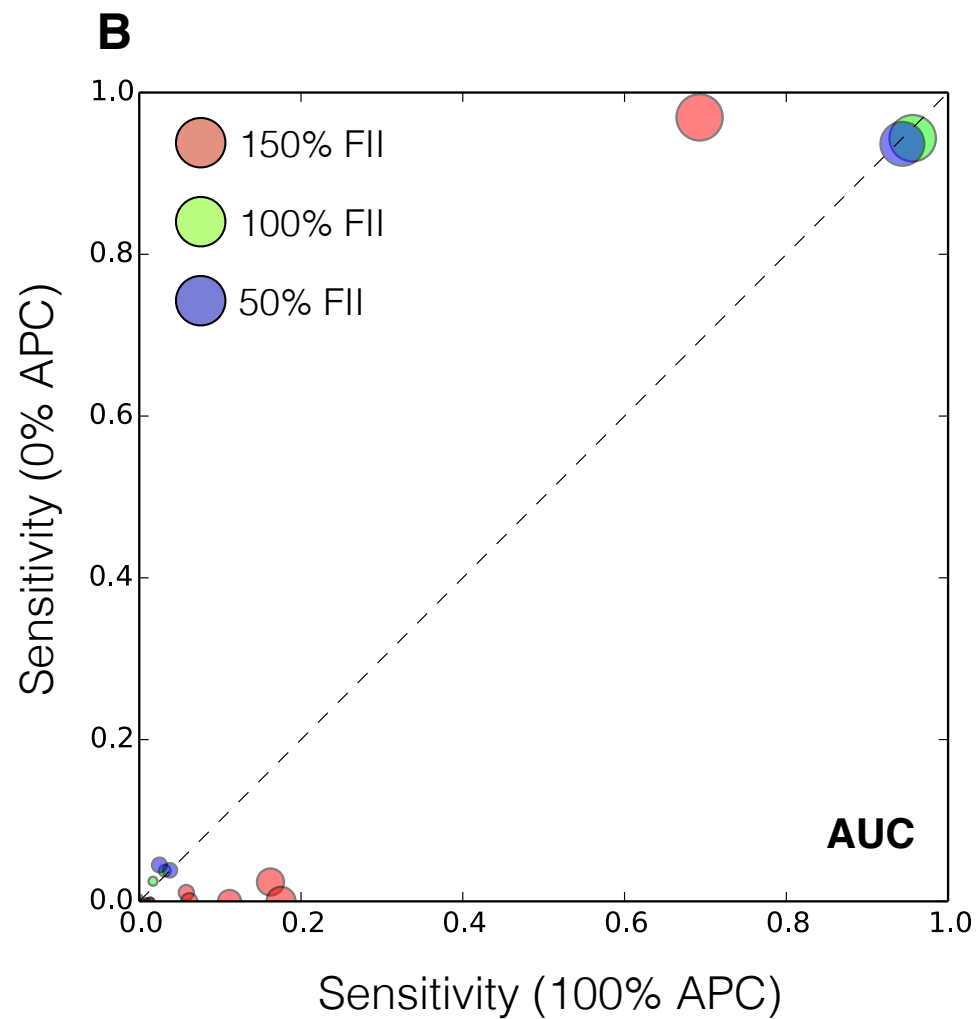 B
1.0
0.8
0.6
0.4
0.2
0.0
150% FII
100% FII
50% FII
AUC
0.0 0.2 0.4 0.6 0.8 1.0
Sensitivity (0% APC)
Sensitivity (100% APC)